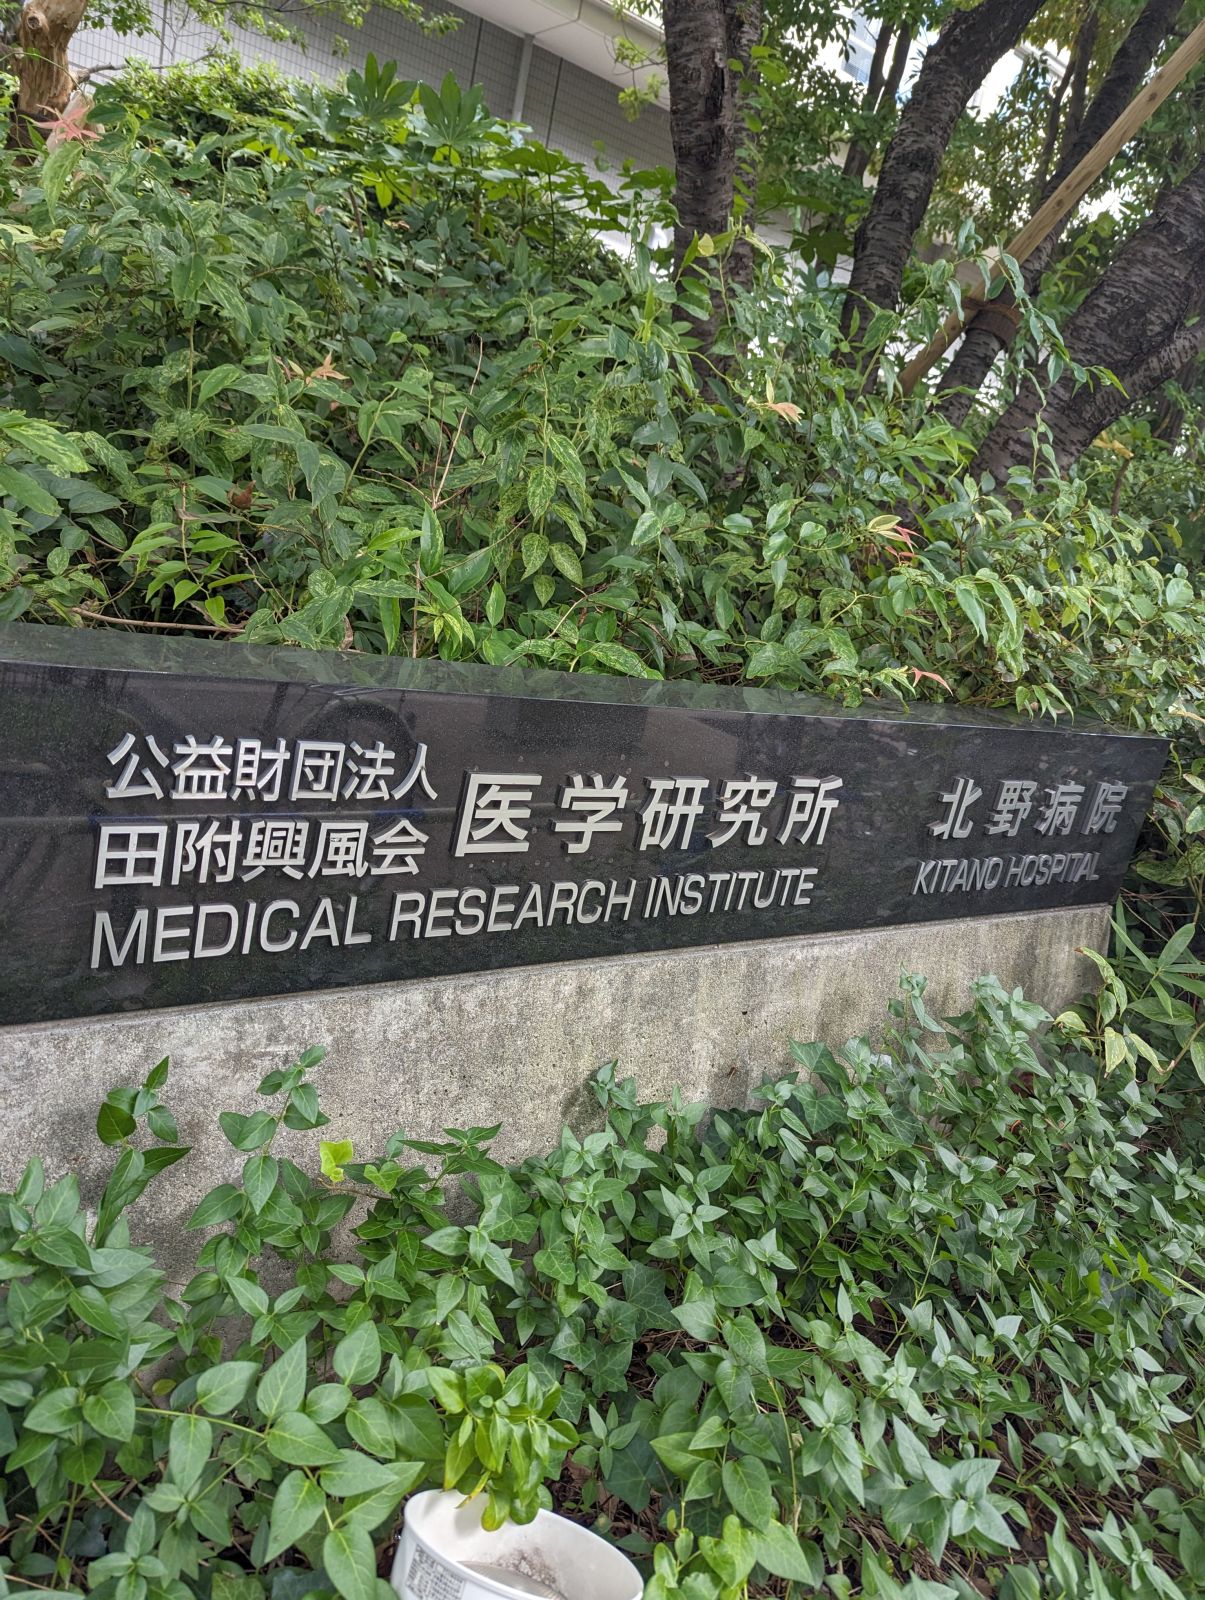 公益財団法人
田附興風会 医学研究所
MEDICAL RESEARCH INSTITUTE
北野病院
KITANO HOSPITAL